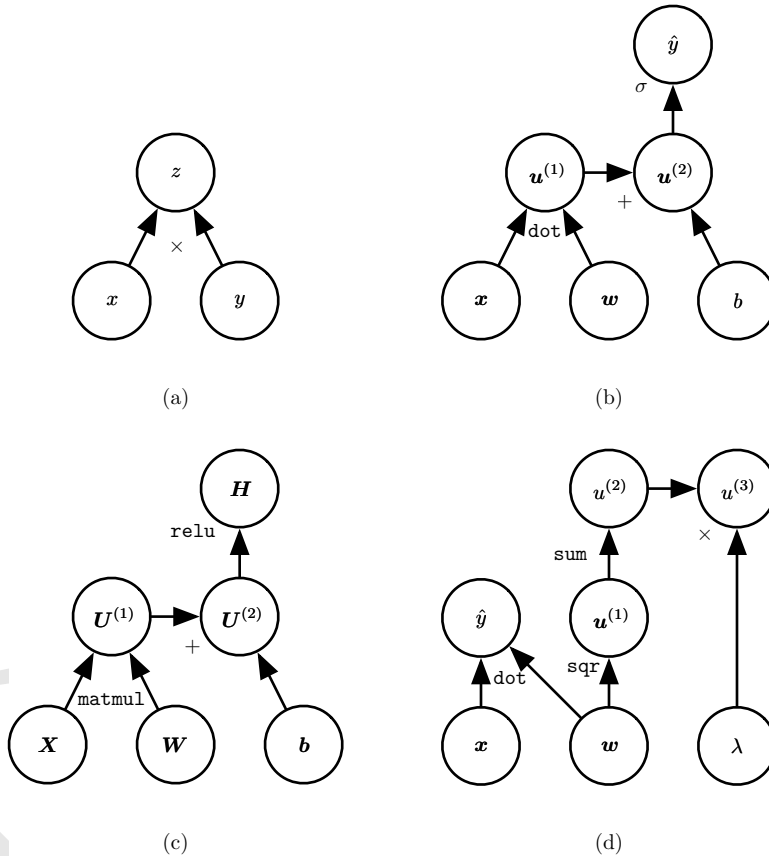 z
×
x y
(a)
ŷ
σ
u⁽¹⁾ u⁽²⁾
+
dot
x w b
(b)
H
relu
U⁽¹⁾ U⁽²⁾
+
matmul
X W b
(c)
u⁽²⁾ u⁽³⁾
×
sum
ŷ u⁽¹⁾
sqr
dot
x w λ
(d)